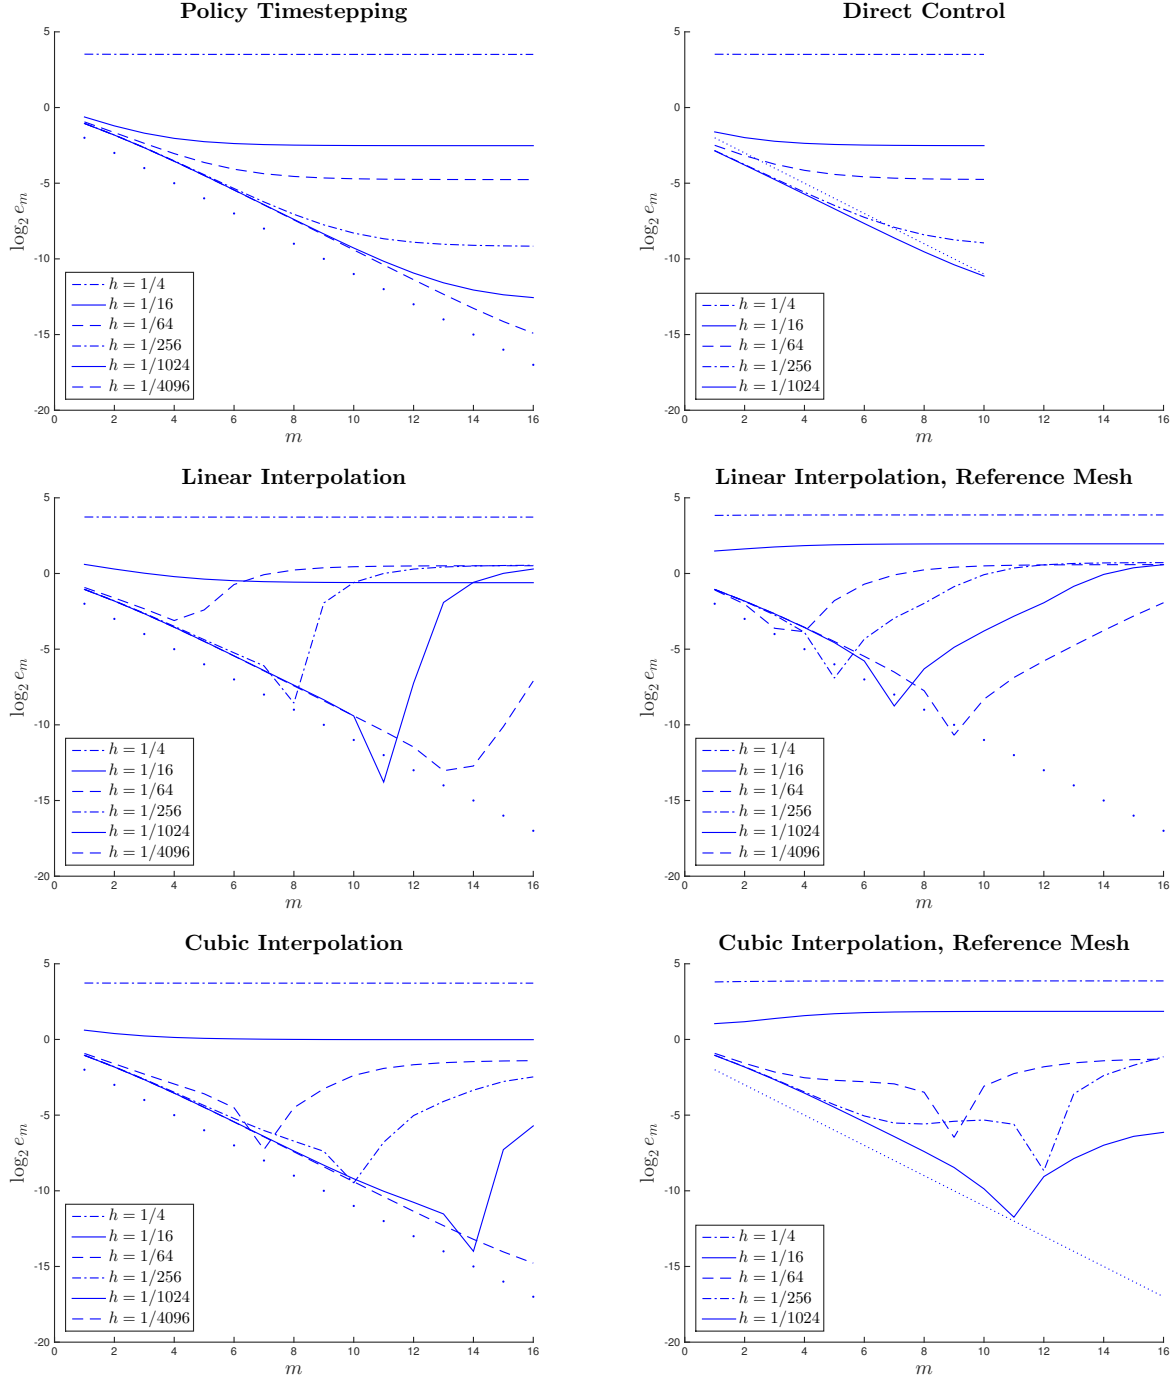 Policy Timestepping
5
0
-5
-10
-15
-20
log₂ eₘ
0 2 4 6 8 10 12 14 16
m
h = 1/4
h = 1/16
h = 1/64
h = 1/256
h = 1/1024
h = 1/4096
Direct Control
5
0
-5
-10
-15
-20
log₂ eₘ
0 2 4 6 8 10 12 14 16
m
h = 1/4
h = 1/16
h = 1/64
h = 1/256
h = 1/1024
Linear Interpolation
5
0
-5
-10
-15
-20
log₂ eₘ
0 2 4 6 8 10 12 14 16
m
h = 1/4
h = 1/16
h = 1/64
h = 1/256
h = 1/1024
h = 1/4096
Linear Interpolation, Reference Mesh
5
0
-5
-10
-15
-20
log₂ eₘ
0 2 4 6 8 10 12 14 16
m
h = 1/4
h = 1/16
h = 1/64
h = 1/256
h = 1/1024
h = 1/4096
Cubic Interpolation
5
0
-5
-10
-15
-20
log₂ eₘ
0 2 4 6 8 10 12 14 16
m
h = 1/4
h = 1/16
h = 1/64
h = 1/256
h = 1/1024
h = 1/4096
Cubic Interpolation, Reference Mesh
5
0
-5
-10
-15
-20
log₂ eₘ
0 2 4 6 8 10 12 14 16
m
h = 1/4
h = 1/16
h = 1/64
h = 1/256
h = 1/1024